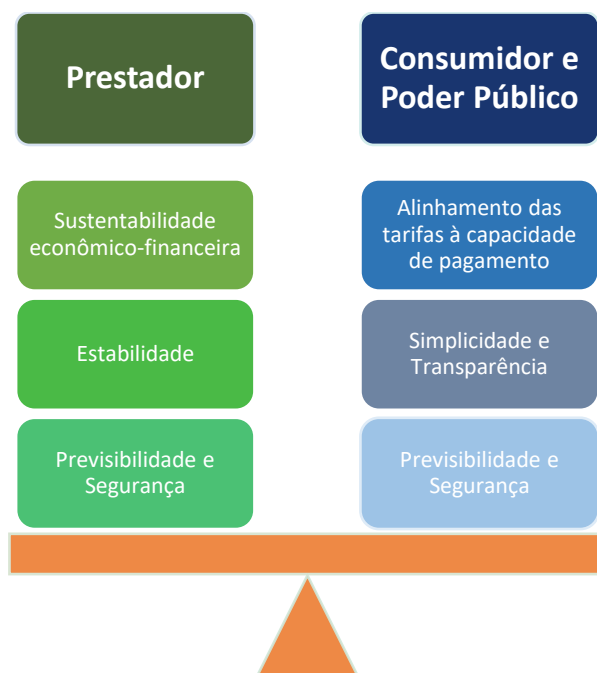 Prestador
Sustentabilidade
econômico-financeira
Estabilidade
Previsibilidade e
Segurança
Consumidor e
Poder Público
Alinhamento das
tarifas à capacidade
de pagamento
Simplicidade e
Transparência
Previsibilidade e
Segurança